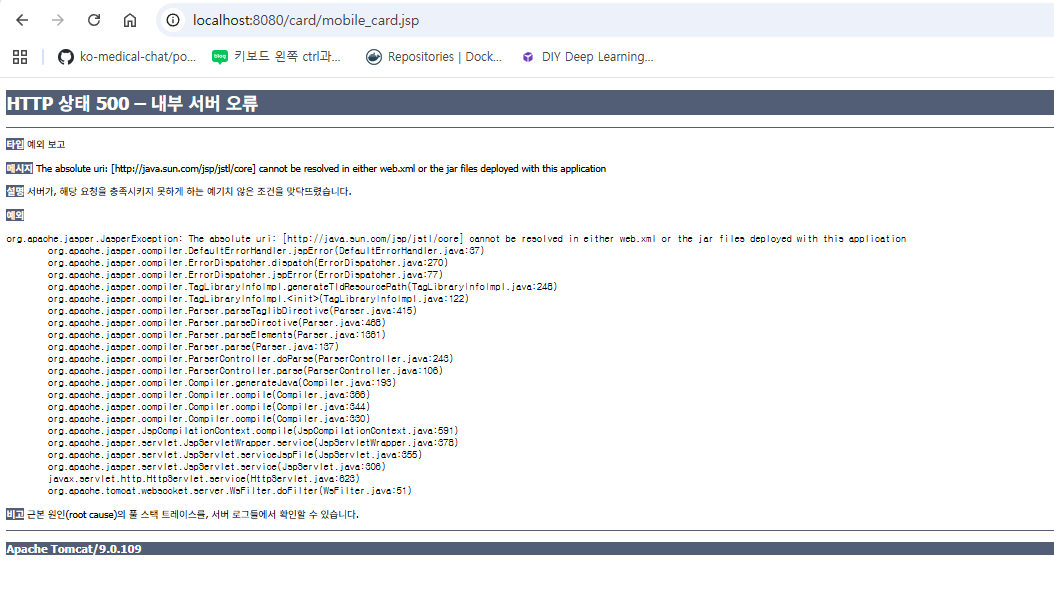 localhost:8080/card/mobile_card.jsp
ko-medical-chat/po... 키보드 왼쪽 ctrl과... Repositories | Dock... DIY Deep Learning...
HTTP 상태 500 – 내부 서버 오류
타입 예외 보고
메시지 The absolute uri: [http://java.sun.com/jsp/jstl/core] cannot be resolved in either web.xml or the jar files deployed with this application
설명 서버가, 해당 요청을 충족시키지 못하게 하는 예기치 않은 조건을 맞닥뜨렸습니다.
예외
org.apache.jasper.JasperException: The absolute uri: [http://java.sun.com/jsp/jstl/core] cannot be resolved in either web.xml or the jar files deployed with this application
org.apache.jasper.compiler.DefaultErrorHandler.jspError(DefaultErrorHandler.java:37)
org.apache.jasper.compiler.ErrorDispatcher.dispatch(ErrorDispatcher.java:270)
org.apache.jasper.compiler.ErrorDispatcher.jspError(ErrorDispatcher.java:77)
org.apache.jasper.compiler.TagLibraryInfoImpl.generateTldResourcePath(TagLibraryInfoImpl.java:248)
org.apache.jasper.compiler.TagLibraryInfoImpl.<init>(TagLibraryInfoImpl.java:122)
org.apache.jasper.compiler.Parser.parseTaglibDirective(Parser.java:415)
org.apache.jasper.compiler.Parser.parseDirective(Parser.java:468)
org.apache.jasper.compiler.Parser.parseElements(Parser.java:1361)
org.apache.jasper.compiler.Parser.parse(Parser.java:137)
org.apache.jasper.compiler.ParserController.doParse(ParserController.java:243)
org.apache.jasper.compiler.ParserController.parse(ParserController.java:106)
org.apache.jasper.compiler.Compiler.generateJava(Compiler.java:193)
org.apache.jasper.compiler.Compiler.compile(Compiler.java:366)
org.apache.jasper.compiler.Compiler.compile(Compiler.java:344)
org.apache.jasper.compiler.Compiler.compile(Compiler.java:330)
org.apache.jasper.JspCompilationContext.compile(JspCompilationContext.java:591)
org.apache.jasper.servlet.JspServletWrapper.service(JspServletWrapper.java:378)
org.apache.jasper.servlet.JspServlet.serviceJspFile(JspServlet.java:355)
org.apache.jasper.servlet.JspServlet.service(JspServlet.java:306)
javax.servlet.http.HttpServlet.service(HttpServlet.java:623)
org.apache.tomcat.websocket.server.WsFilter.doFilter(WsFilter.java:51)
비고 근본 원인(root cause)의 풀 스택 트레이스를, 서버 로그들에서 확인할 수 있습니다.
Apache Tomcat/9.0.109